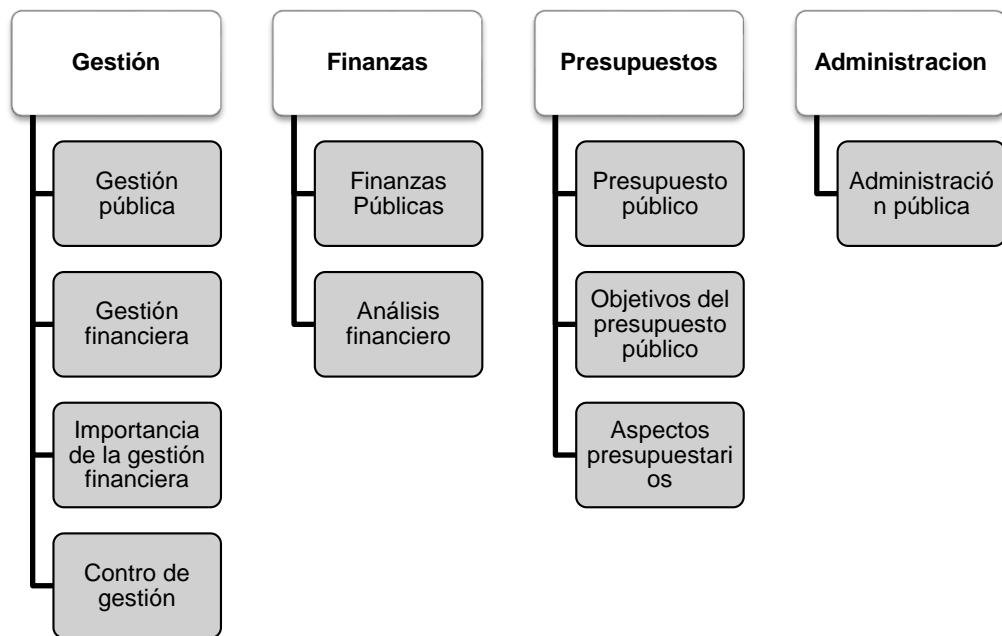 Gestión
Gestión
pública
Gestión
financiera
Importancia
de la gestión
financiera
Contro de
gestión
Finanzas
Finanzas
Públicas
Análisis
financiero
Presupuestos
Presupuesto
público
Objetivos del
presupuesto
público
Aspectos
presupuestari
os
Administracion
Administració
n pública